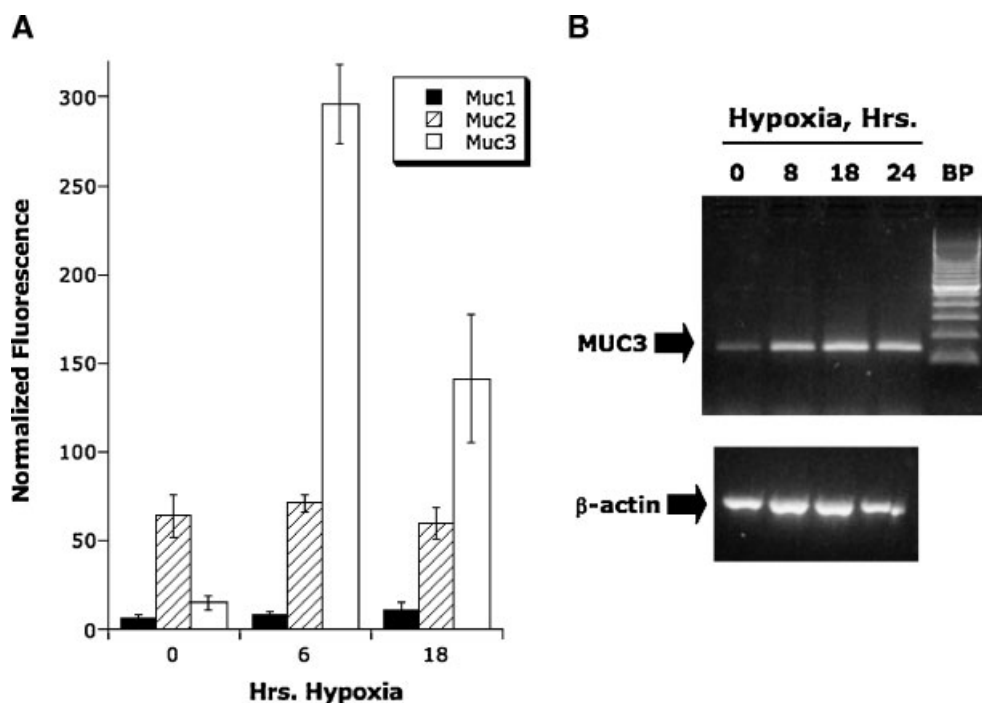 A
300
250
200
150
100
50
0
Normalized Fluorescence
Muc1
Muc2
Muc3
0 6 18
Hrs. Hypoxia
B
Hypoxia, Hrs.
0 8 18 24 BP
MUC3
β-actin